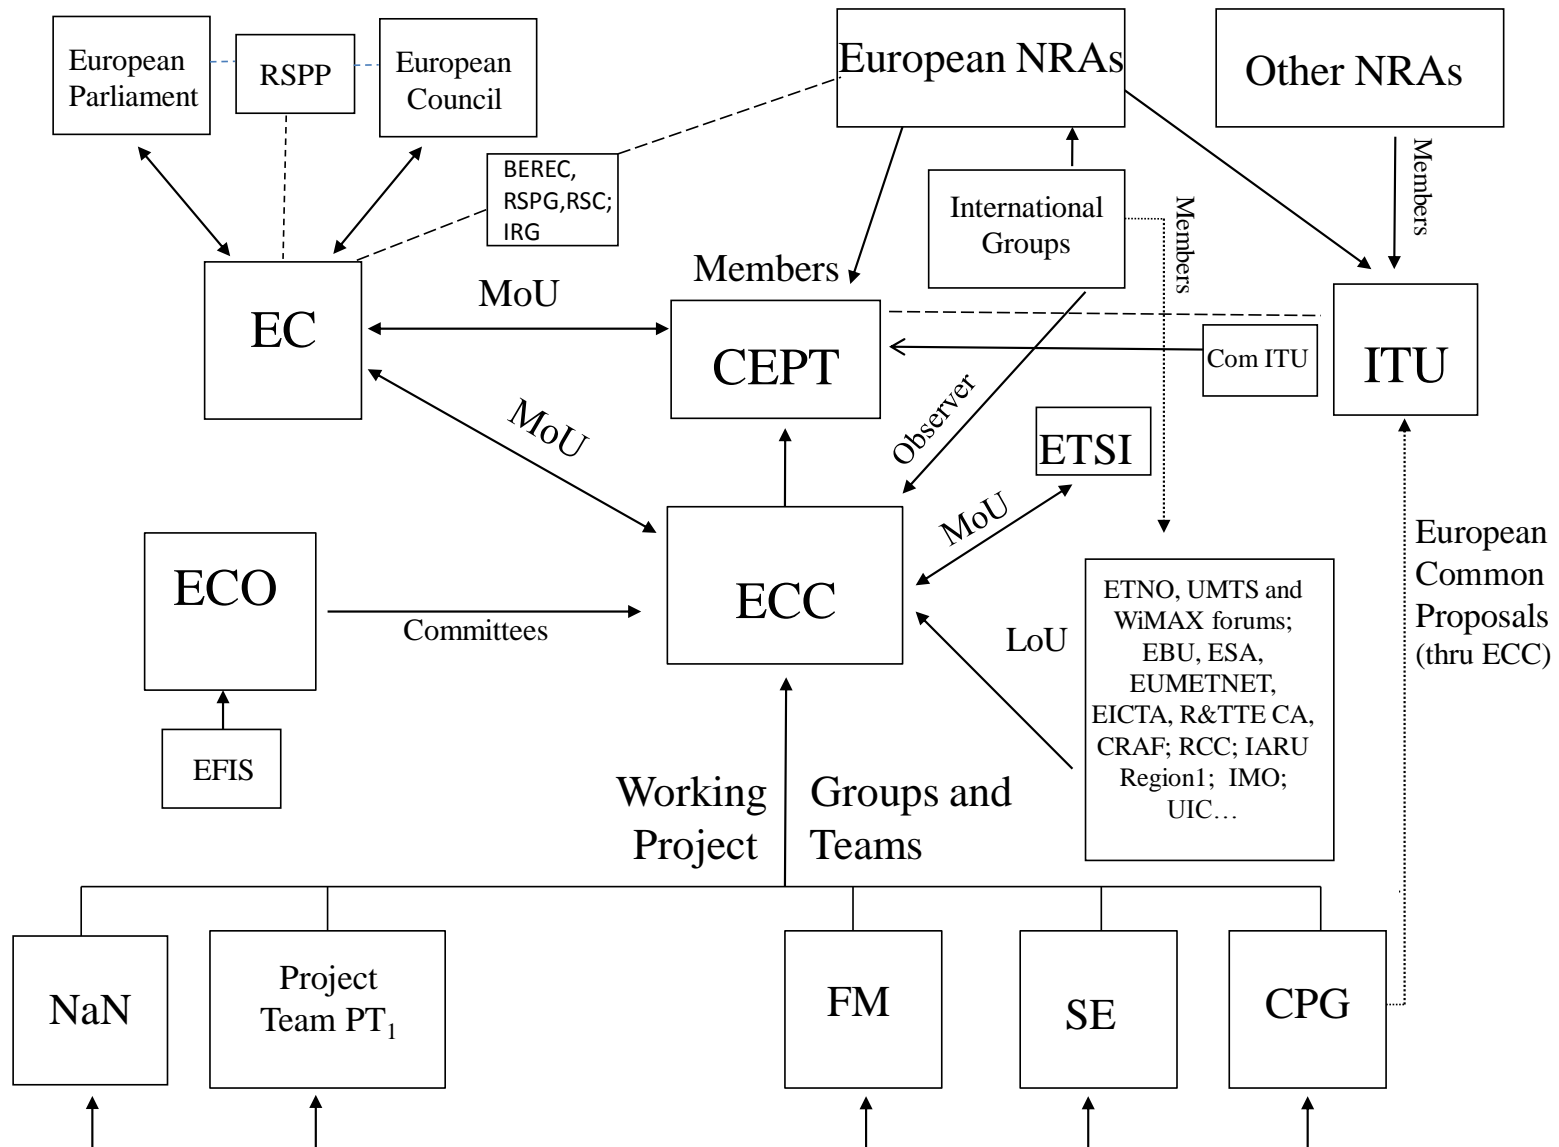 European
Parliament
RSPP
European
Council
European NRAs
Other NRAs
BEREC,
RSPG,RSC;
IRG
International
Groups
Members
Members
Members
MoU
EC
CEPT
Com ITU
ITU
MoU
Observer
ETSI
MoU
ECO
Committees
ECC
LoU
ETNO, UMTS and
WiMAX forums;
EBU, ESA,
EUMETNET,
EICTA, R&TTE CA,
CRAF; RCC; IARU
Region1; IMO;
UIC…
European
Common
Proposals
(thru ECC)
EFIS
Working Groups and
Project Teams
NaN
Project
Team PT1
FM
SE
CPG